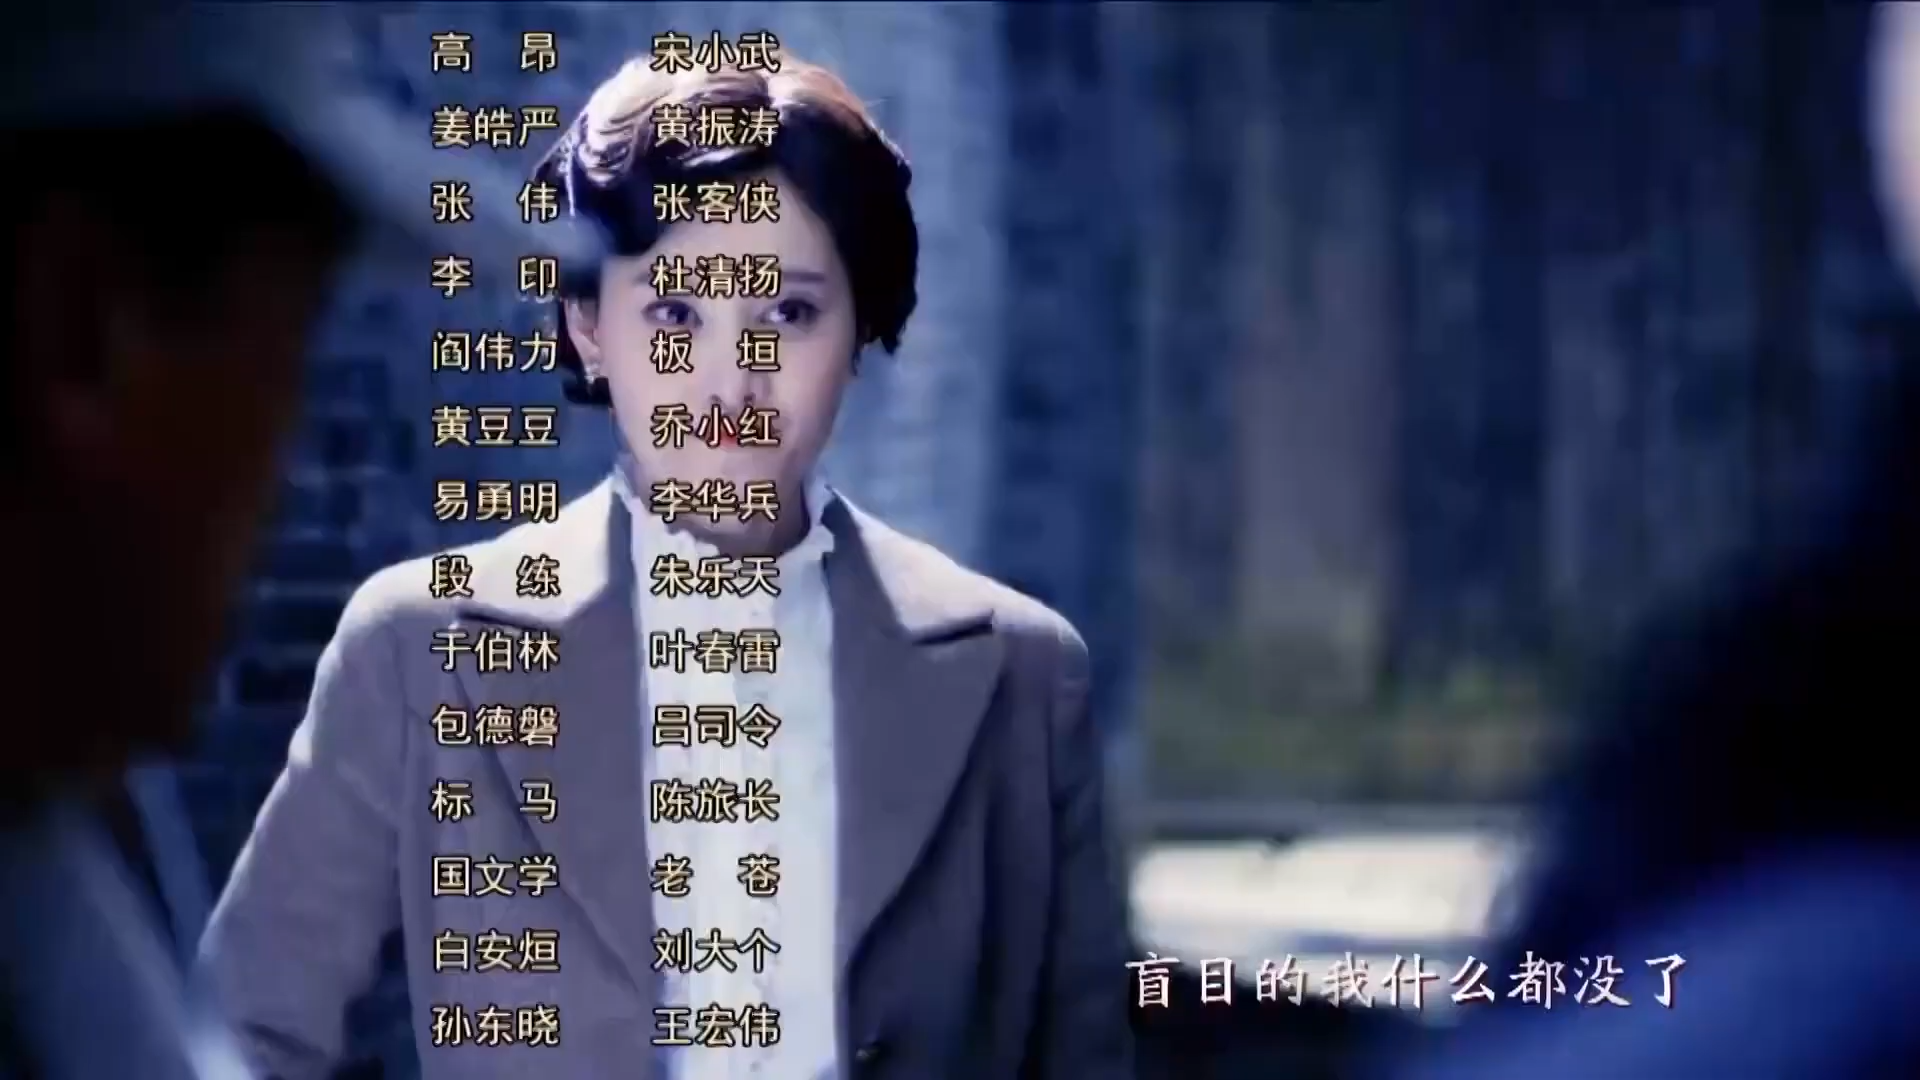 高 昂 宋小武
姜皓严 黄振涛
张 伟 张客侠
李 印 杜清扬
阎伟力 板 垣
黄豆豆 乔小红
易勇明 李华兵
段 练 朱乐天
于伯林 叶春雷
包德磐 吕司令
标 马 陈旅长
国文学 老 苍
白安烜 刘大个
孙东晓 王宏伟
盲目的我什么都没了